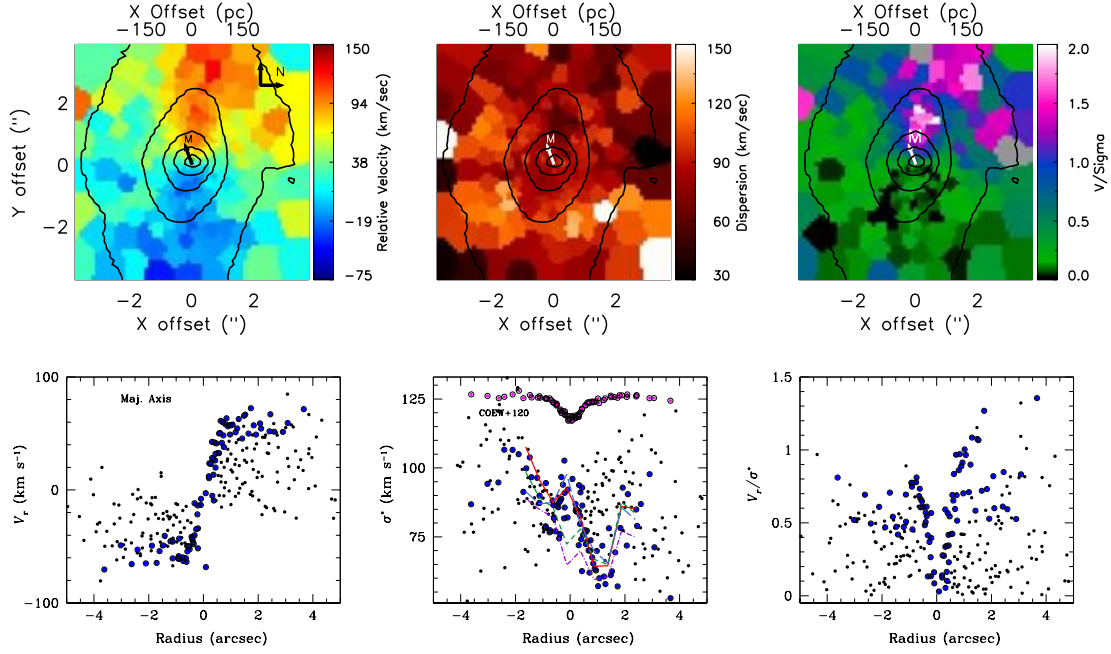 X Offset (pc)
−150 0 150
X Offset (pc)
−150 0 150
X Offset (pc)
−150 0 150
Y offset ('')
2
0
−2
N
M
150
94
38
−19
−75
Relative Velocity (km/sec)
M
150
120
90
60
30
Dispersion (km/sec)
M
2.0
1.5
1.0
0.5
0.0
V/Sigma
−2 0 2
X offset ('')
−2 0 2
X offset ('')
−2 0 2
X offset ('')
100
0
−100
V_r (km s⁻¹)
Maj. Axis
−4 −2 0 2 4
Radius (arcsec)
125
100
75
σ* (km s⁻¹)
COEW+120
−4 −2 0 2 4
Radius (arcsec)
1.5
1
0.5
0
V_r/σ*
−4 −2 0 2 4
Radius (arcsec)